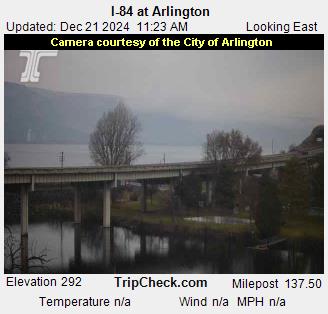 I-84 at Arlington
Updated: Dec 21 2024 11:23 AM Looking East
Camera courtesy of the City of Arlington
Elevation 292 TripCheck.com Milepost 137.50
Temperature n/a Wind n/a MPH n/a